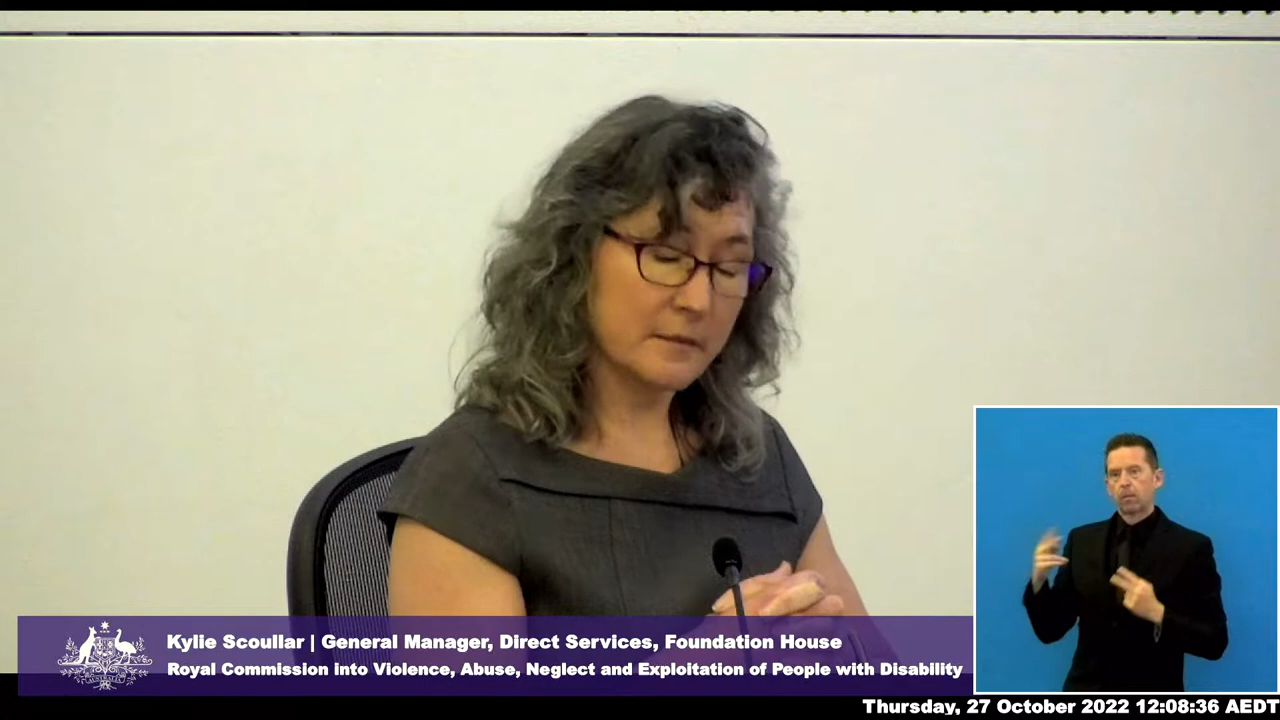 Kylie Scoullar | General Manager, Direct Services, Foundation House
Royal Commission into Violence, Abuse, Neglect and Exploitation of People with Disability
Thursday, 27 October 2022 12:08:36 AEDT